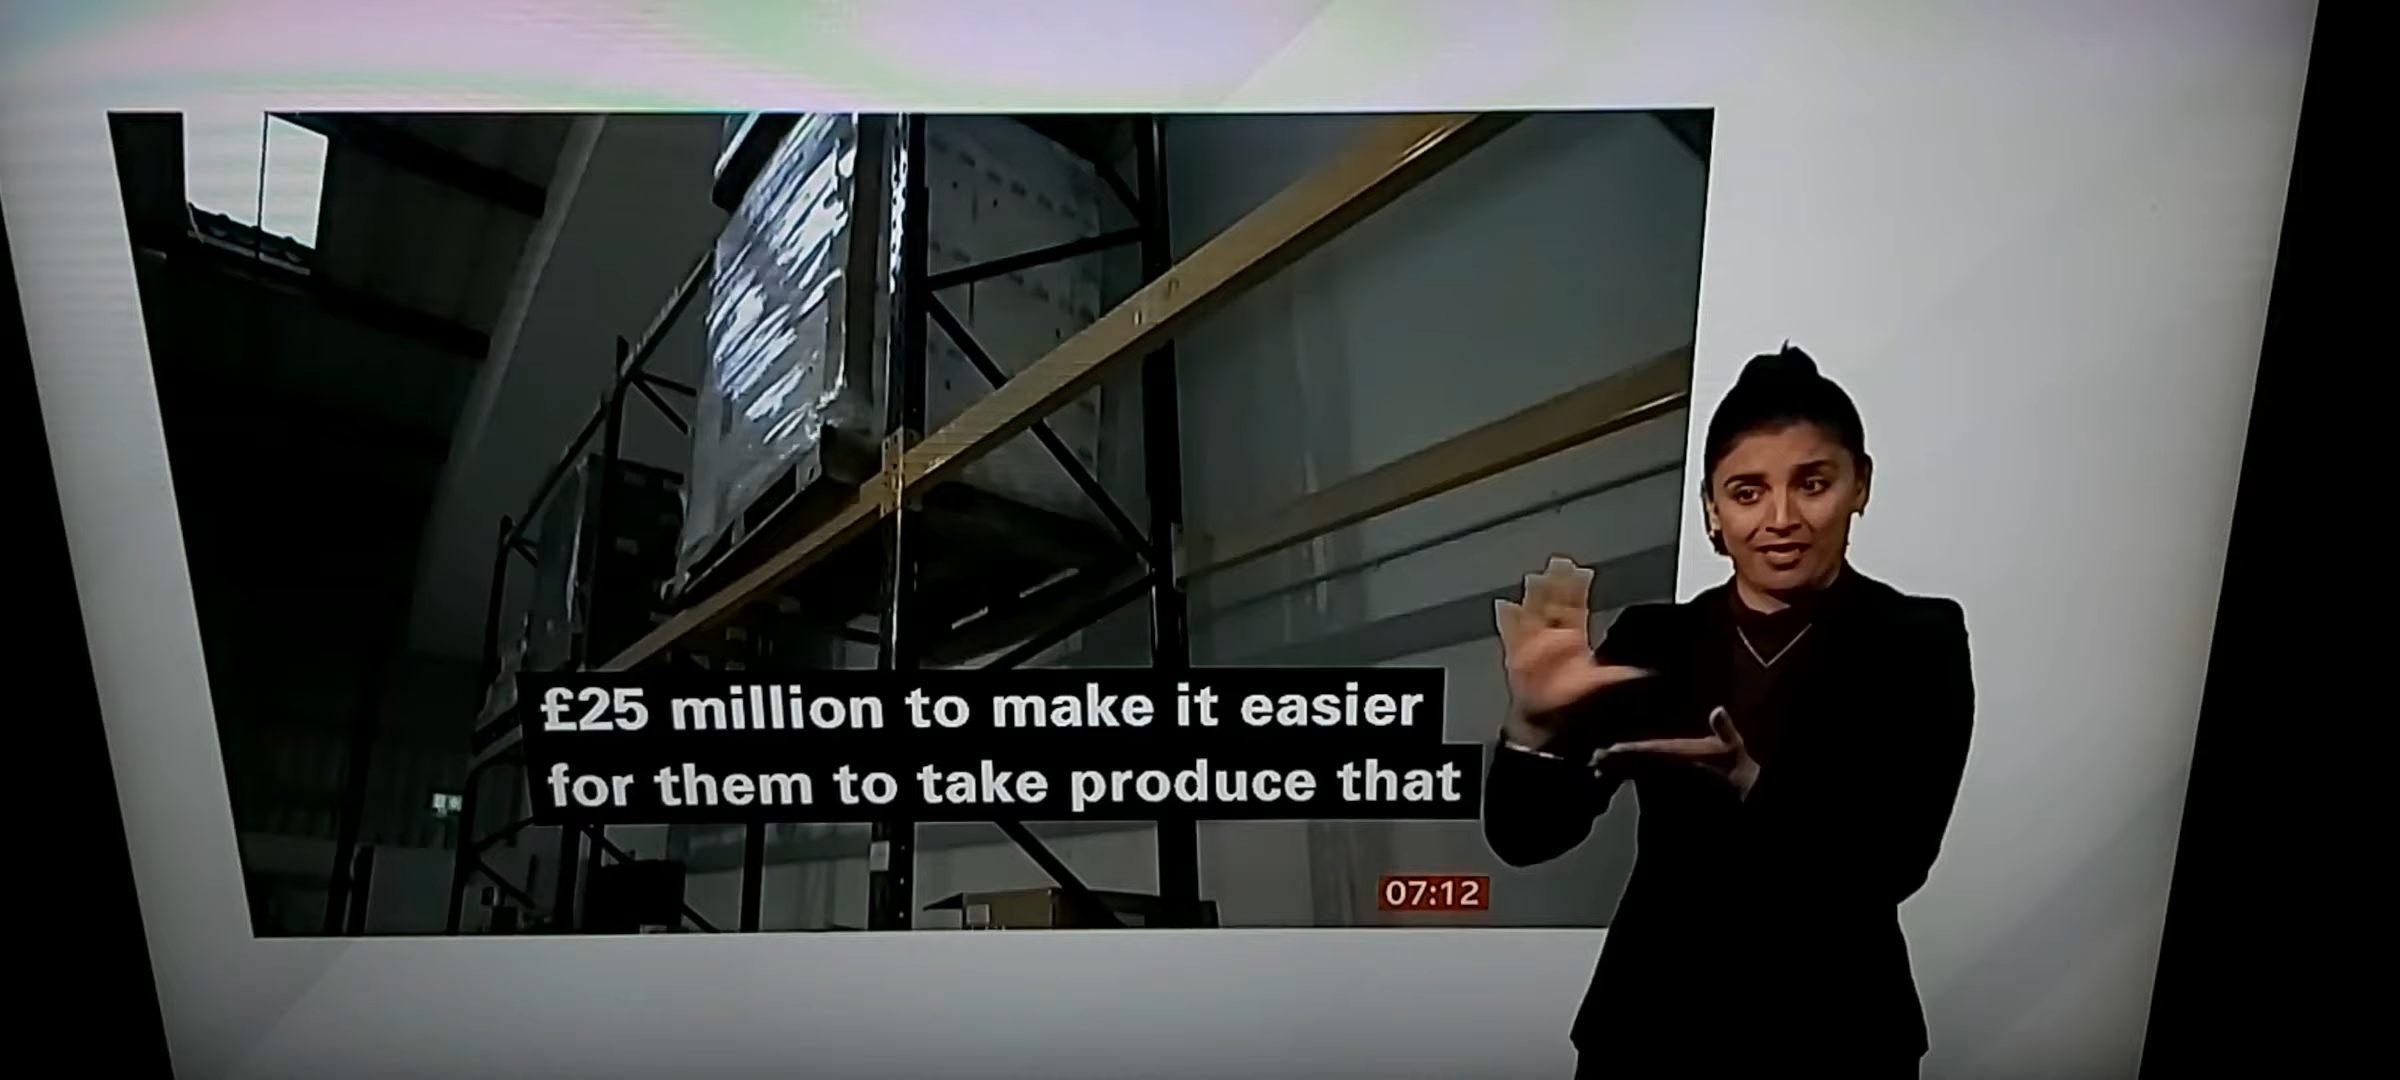 £25 million to make it easier
for them to take produce that
07:12